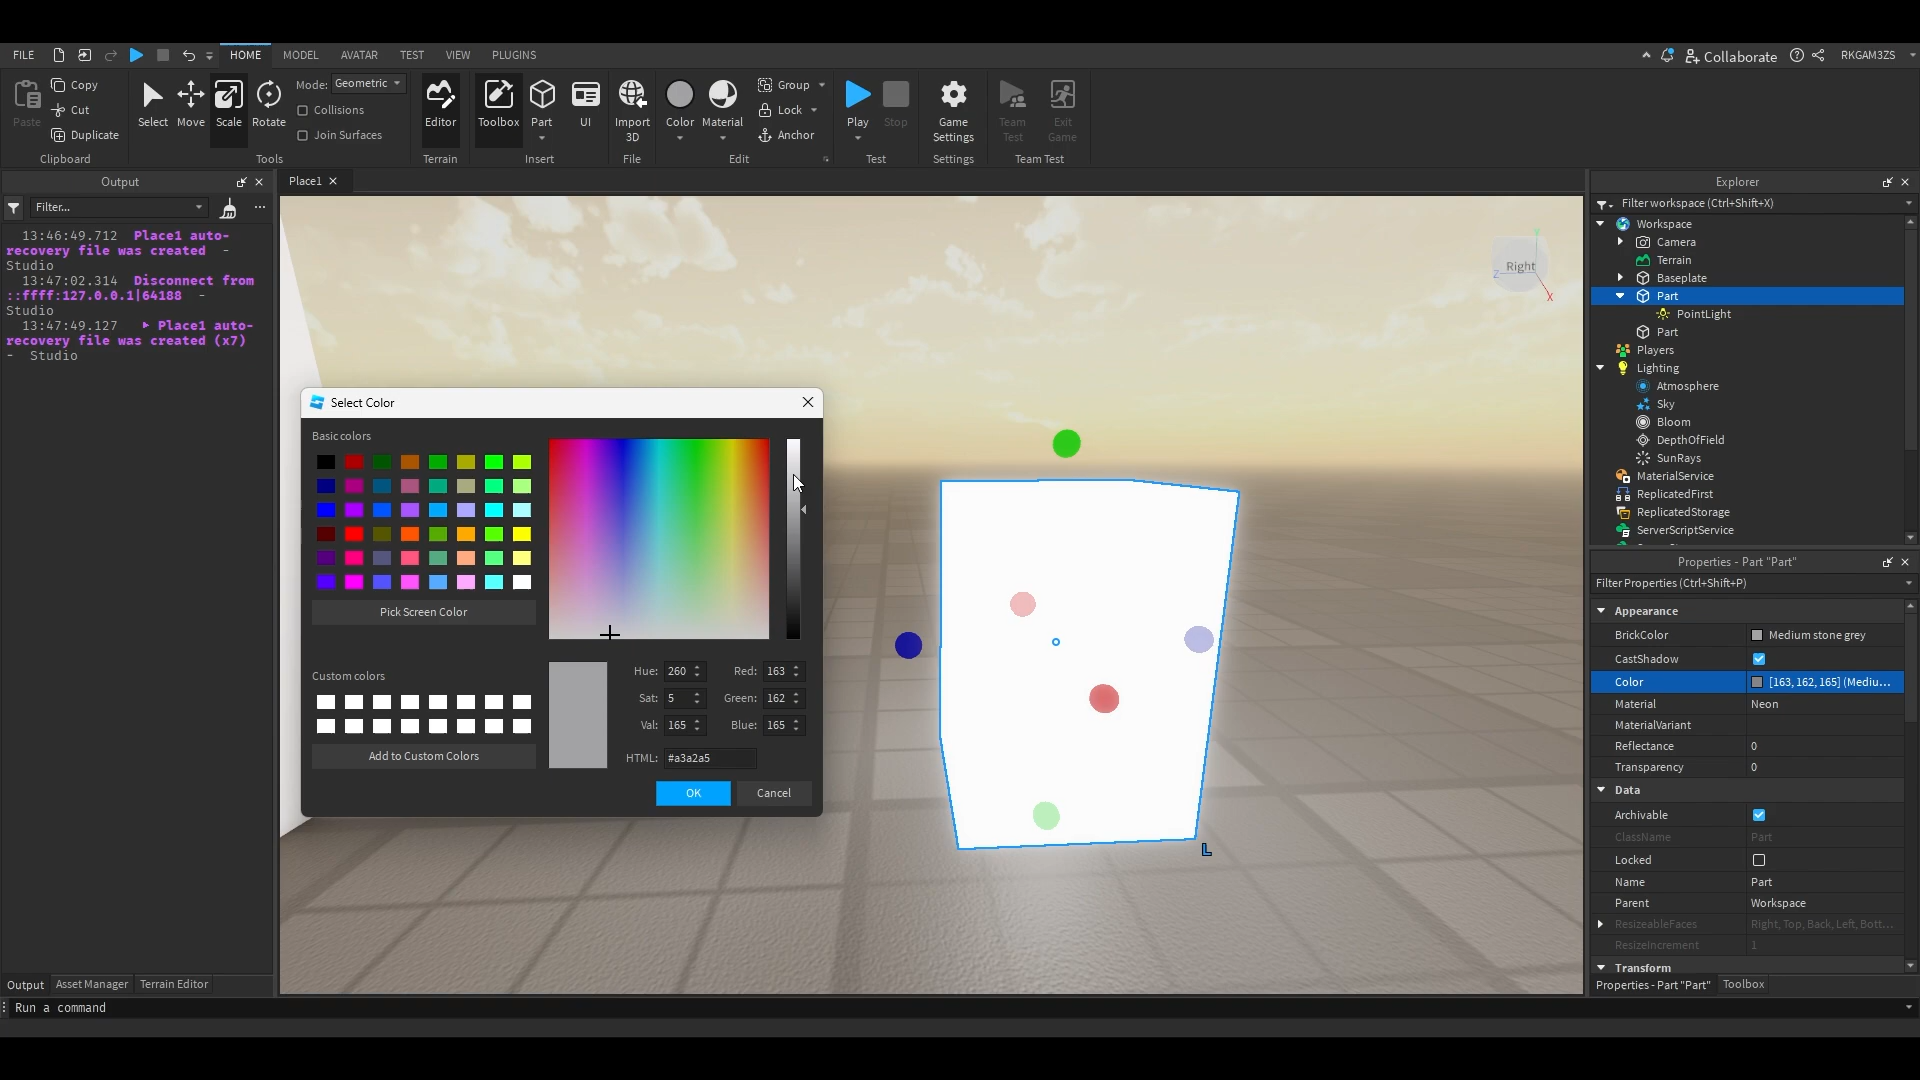 FILE
HOME
MODEL
AVATAR
TEST
VIEW
PLUGINS
Collaborate
RKGAM3ZS
Paste
Copy
Cut
Duplicate
Clipboard
Select
Move
Scale
Rotate
Mode: Geometric
Collisions
Join Surfaces
Tools
Editor
Terrain
Toolbox
Part
UI
Insert
Import
3D
File
Color
Material
Group
Lock
Anchor
Edit
Play
Stop
Test
Game
Settings
Settings
Team
Test
Exit
Game
Team Test
Output
Filter...
13:46:49.712 Place1 auto-
recovery file was created -
Studio
13:47:02.314 Disconnect from
::ffff:127.0.0.1|64188 -
Studio
13:47:49.127 Place1 auto-
recovery file was created (x7)
- Studio
Place1
Right
Y
Z
X
Select Color
Basic colors
Pick Screen Color
Custom colors
Add to Custom Colors
Hue: 260
Red: 163
Sat: 5
Green: 162
Val: 165
Blue: 165
HTML: #a3a2a5
OK
Cancel
L
Explorer
Filter workspace (Ctrl+Shift+X)
Workspace
Camera
Terrain
Baseplate
Part
PointLight
Part
Players
Lighting
Atmosphere
Sky
Bloom
DepthOfField
SunRays
MaterialService
ReplicatedFirst
ReplicatedStorage
ServerScriptService
Properties - Part "Part"
Filter Properties (Ctrl+Shift+P)
Appearance
BrickColor Medium stone grey
CastShadow
Color [163, 162, 165] (Mediu...
Material Neon
MaterialVariant
Reflectance 0
Transparency 0
Data
Archivable
ClassName Part
Locked
Name Part
Parent Workspace
ResizeableFaces Right, Top, Back, Left, Bott...
ResizeIncrement 1
Transform
Output
Asset Manager
Terrain Editor
Properties - Part "Part"
Toolbox
Run a command